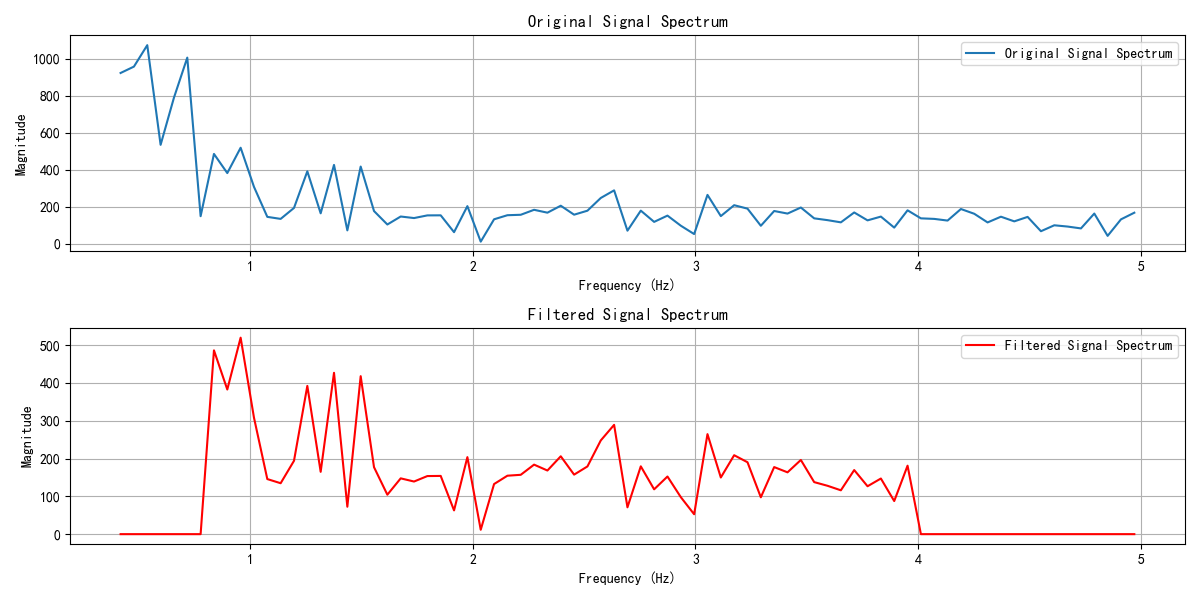 Original Signal Spectrum
Original Signal Spectrum
Magnitude
1000
800
600
400
200
0
1 2 3 4 5
Frequency (Hz)
Filtered Signal Spectrum
Filtered Signal Spectrum
Magnitude
500
400
300
200
100
0
1 2 3 4 5
Frequency (Hz)